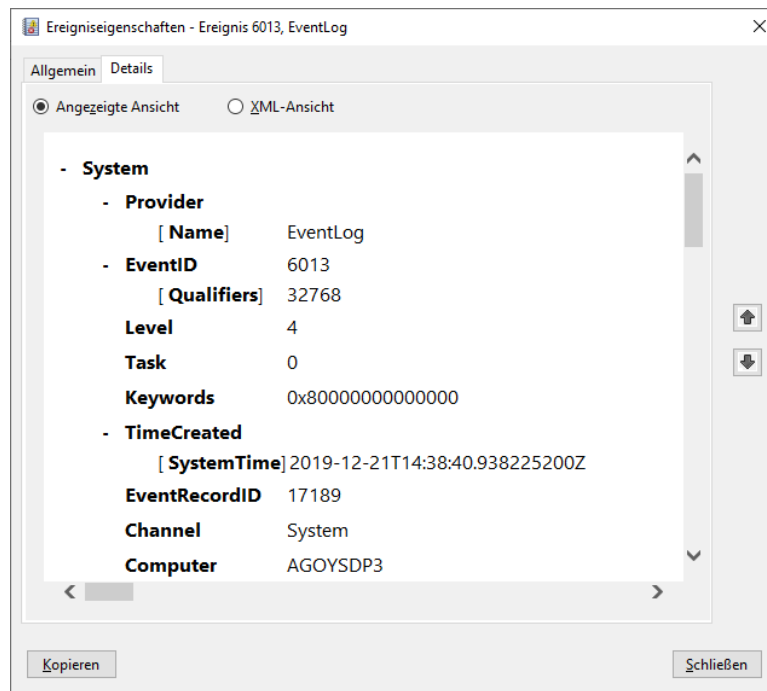 Ereigniseigenschaften - Ereignis 6013, EventLog
Allgemein Details
Angezeigte Ansicht XML-Ansicht
- System
- Provider
[ Name] EventLog
- EventID 6013
[ Qualifiers] 32768
Level 4
Task 0
Keywords 0x80000000000000
- TimeCreated
[ SystemTime] 2019-12-21T14:38:40.938225200Z
EventRecordID 17189
Channel System
Computer AGOYSDP3
Kopieren Schließen